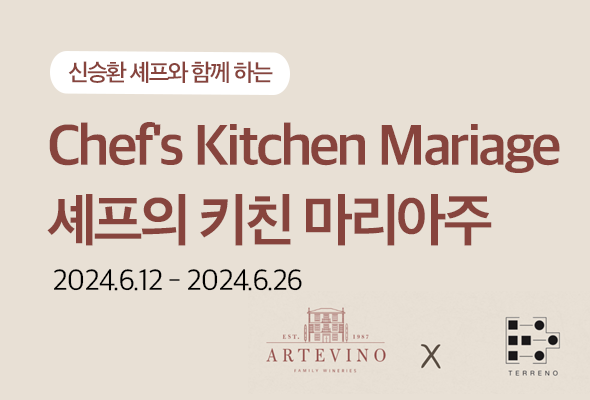 신승환 셰프와 함께 하는
Chef's Kitchen Mariage
셰프의 키친 마리아주
2024.6.12 - 2024.6.26
EST. 1987
ARTEVINO
FAMILY WINERIES
X
TERRENO